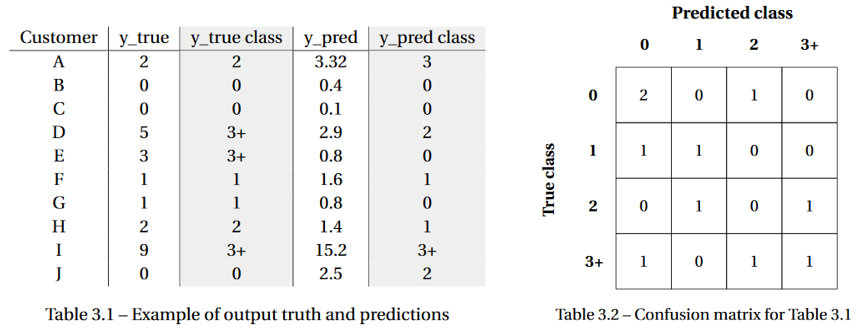 Customer y_true y_true class y_pred y_pred class
A 2 2 3.32 3
B 0 0 0.4 0
C 0 0 0.1 0
D 5 3+ 2.9 2
E 3 3+ 0.8 0
F 1 1 1.6 1
G 1 1 0.8 0
H 2 2 1.4 1
I 9 3+ 15.2 3+
J 0 0 2.5 2
Table 3.1 – Example of output truth and predictions
Predicted class
0 1 2 3+
True class
0 2 0 1 0
1 1 1 0 0
2 0 1 0 1
3+ 1 0 1 1
Table 3.2 – Confusion matrix for Table 3.1